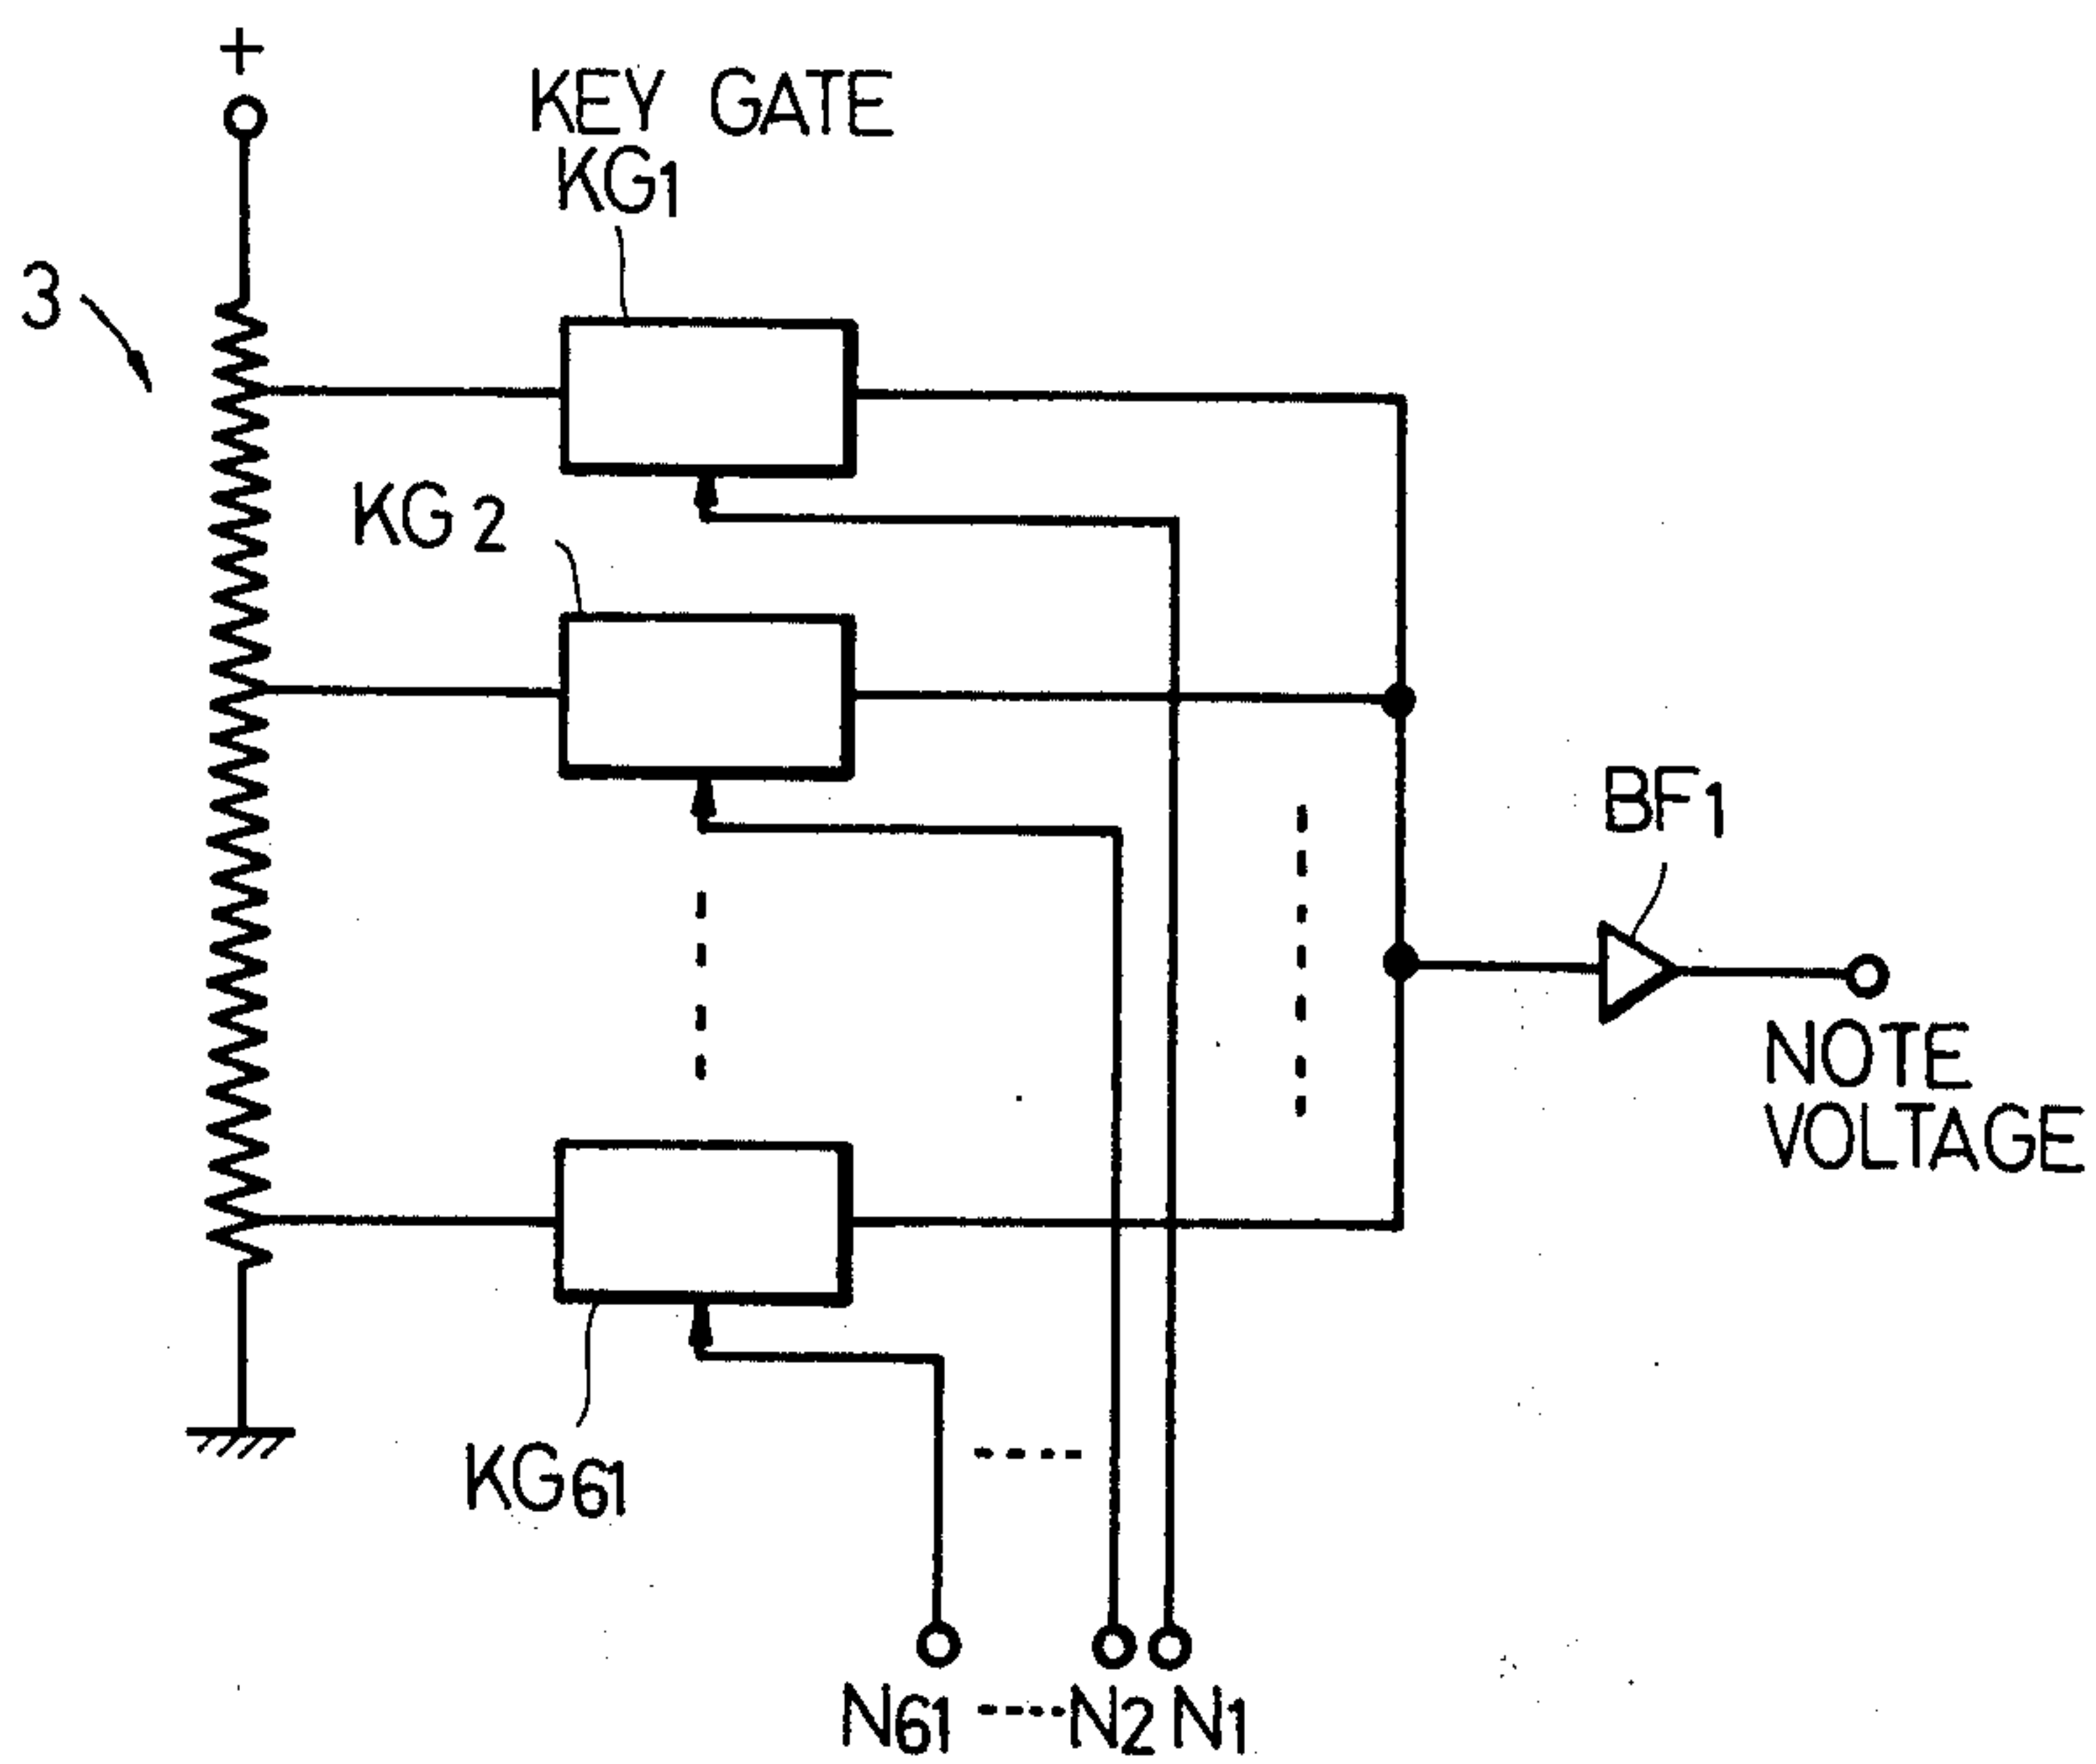 +
KEY GATE
KG1
3
KG2
BF1
NOTE
VOLTAGE
KG61
N61 ---- N2 N1